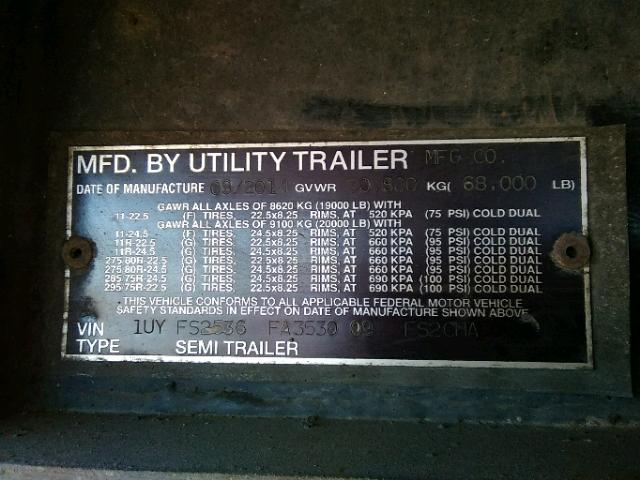 MFD. BY UTILITY TRAILER MFG CO.
DATE OF MANUFACTURE 09/2014 GVWR 30,800 KG( 68,000 LB)
GAWR ALL AXLES OF 8620 KG (19000 LB) WITH
11-22.5 (F) TIRES, 22.5x8.25 RIMS, AT 520 KPA (75 PSI) COLD DUAL
GAWR ALL AXLES OF 9100 KG (20000 LB) WITH
11-24.5 (F) TIRES, 24.5x8.25 RIMS, AT 520 KPA (75 PSI) COLD DUAL
11R-22.5 (G) TIRES, 22.5x8.25 RIMS, AT 660 KPA (95 PSI) COLD DUAL
11R-24.5 (G) TIRES, 24.5x8.25 RIMS, AT 660 KPA (95 PSI) COLD DUAL
275/80R-22.5 (G) TIRES, 22.5x8.25 RIMS, AT 660 KPA (95 PSI) COLD DUAL
275/80R-24.5 (G) TIRES, 24.5x8.25 RIMS, AT 660 KPA (95 PSI) COLD DUAL
285/75R-24.5 (G) TIRES, 24.5x8.25 RIMS, AT 690 KPA (95 PSI) COLD DUAL
295/75R-22.5 (G) TIRES, 22.5x8.25 RIMS, AT 690 KPA (100 PSI) COLD DUAL
THIS VEHICLE CONFORMS TO ALL APPLICABLE FEDERAL MOTOR VEHICLE
SAFETY STANDARDS IN EFFECT ON DATE OF MANUFACTURE SHOWN ABOVE
VIN 1UY FS2536 FA3530 09 FS2CHA
TYPE SEMI TRAILER